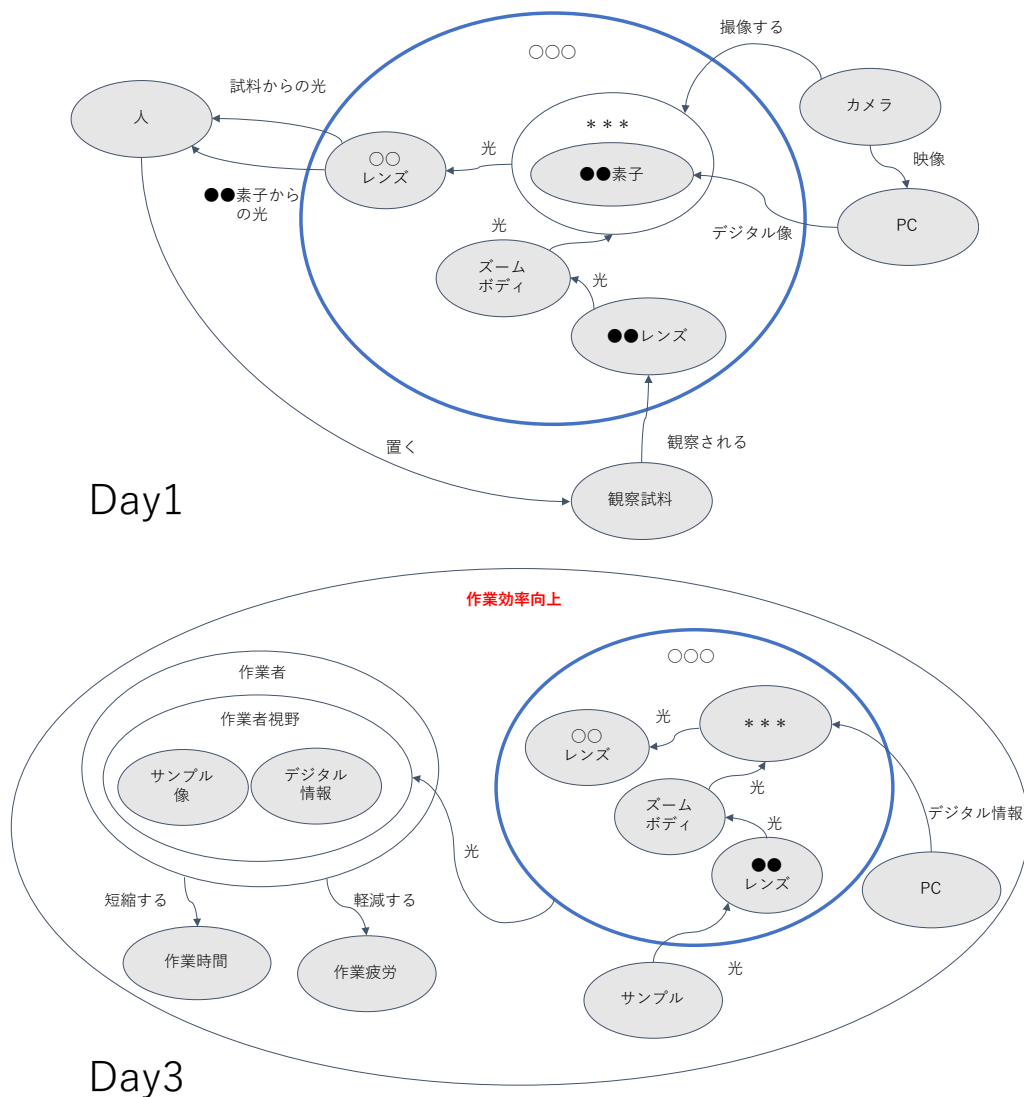 ○○○
撮像する
試料からの光
カメラ
人
＊＊＊
○○
レンズ
光
●●素子
映像
●●素子から
の光
デジタル像
PC
光
ズーム
ボディ
光
●●レンズ
置く
観察される
観察試料
Day1
作業効率向上
○○○
作業者
作業者視野
サンプル
像
デジタル
情報
○○
レンズ
光
＊＊＊
ズーム
ボディ
光
光
デジタル情報
●●
レンズ
光
PC
短縮する
軽減する
作業時間
作業疲労
光
サンプル
Day3